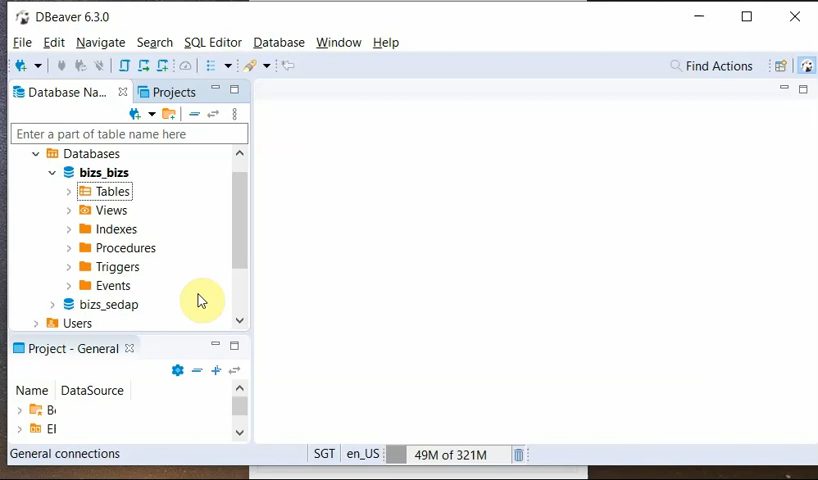 DBeaver 6.3.0
File Edit Navigate Search SQL Editor Database Window Help
Find Actions
Database Na...
Projects
Enter a part of table name here
Databases
bizs_bizs
Tables
Views
Indexes
Procedures
Triggers
Events
bizs_sedap
Users
Project - General
Name DataSource
General connections
SGT en_US 49M of 321M